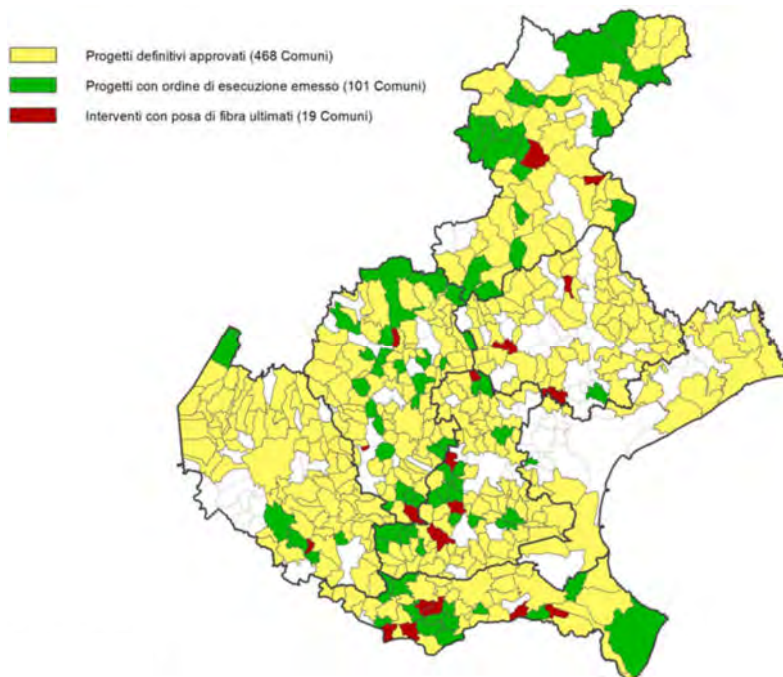 Progetti definitivi approvati (468 Comuni)
Progetti con ordine di esecuzione emesso (101 Comuni)
Interventi con posa di fibra ultimati (19 Comuni)